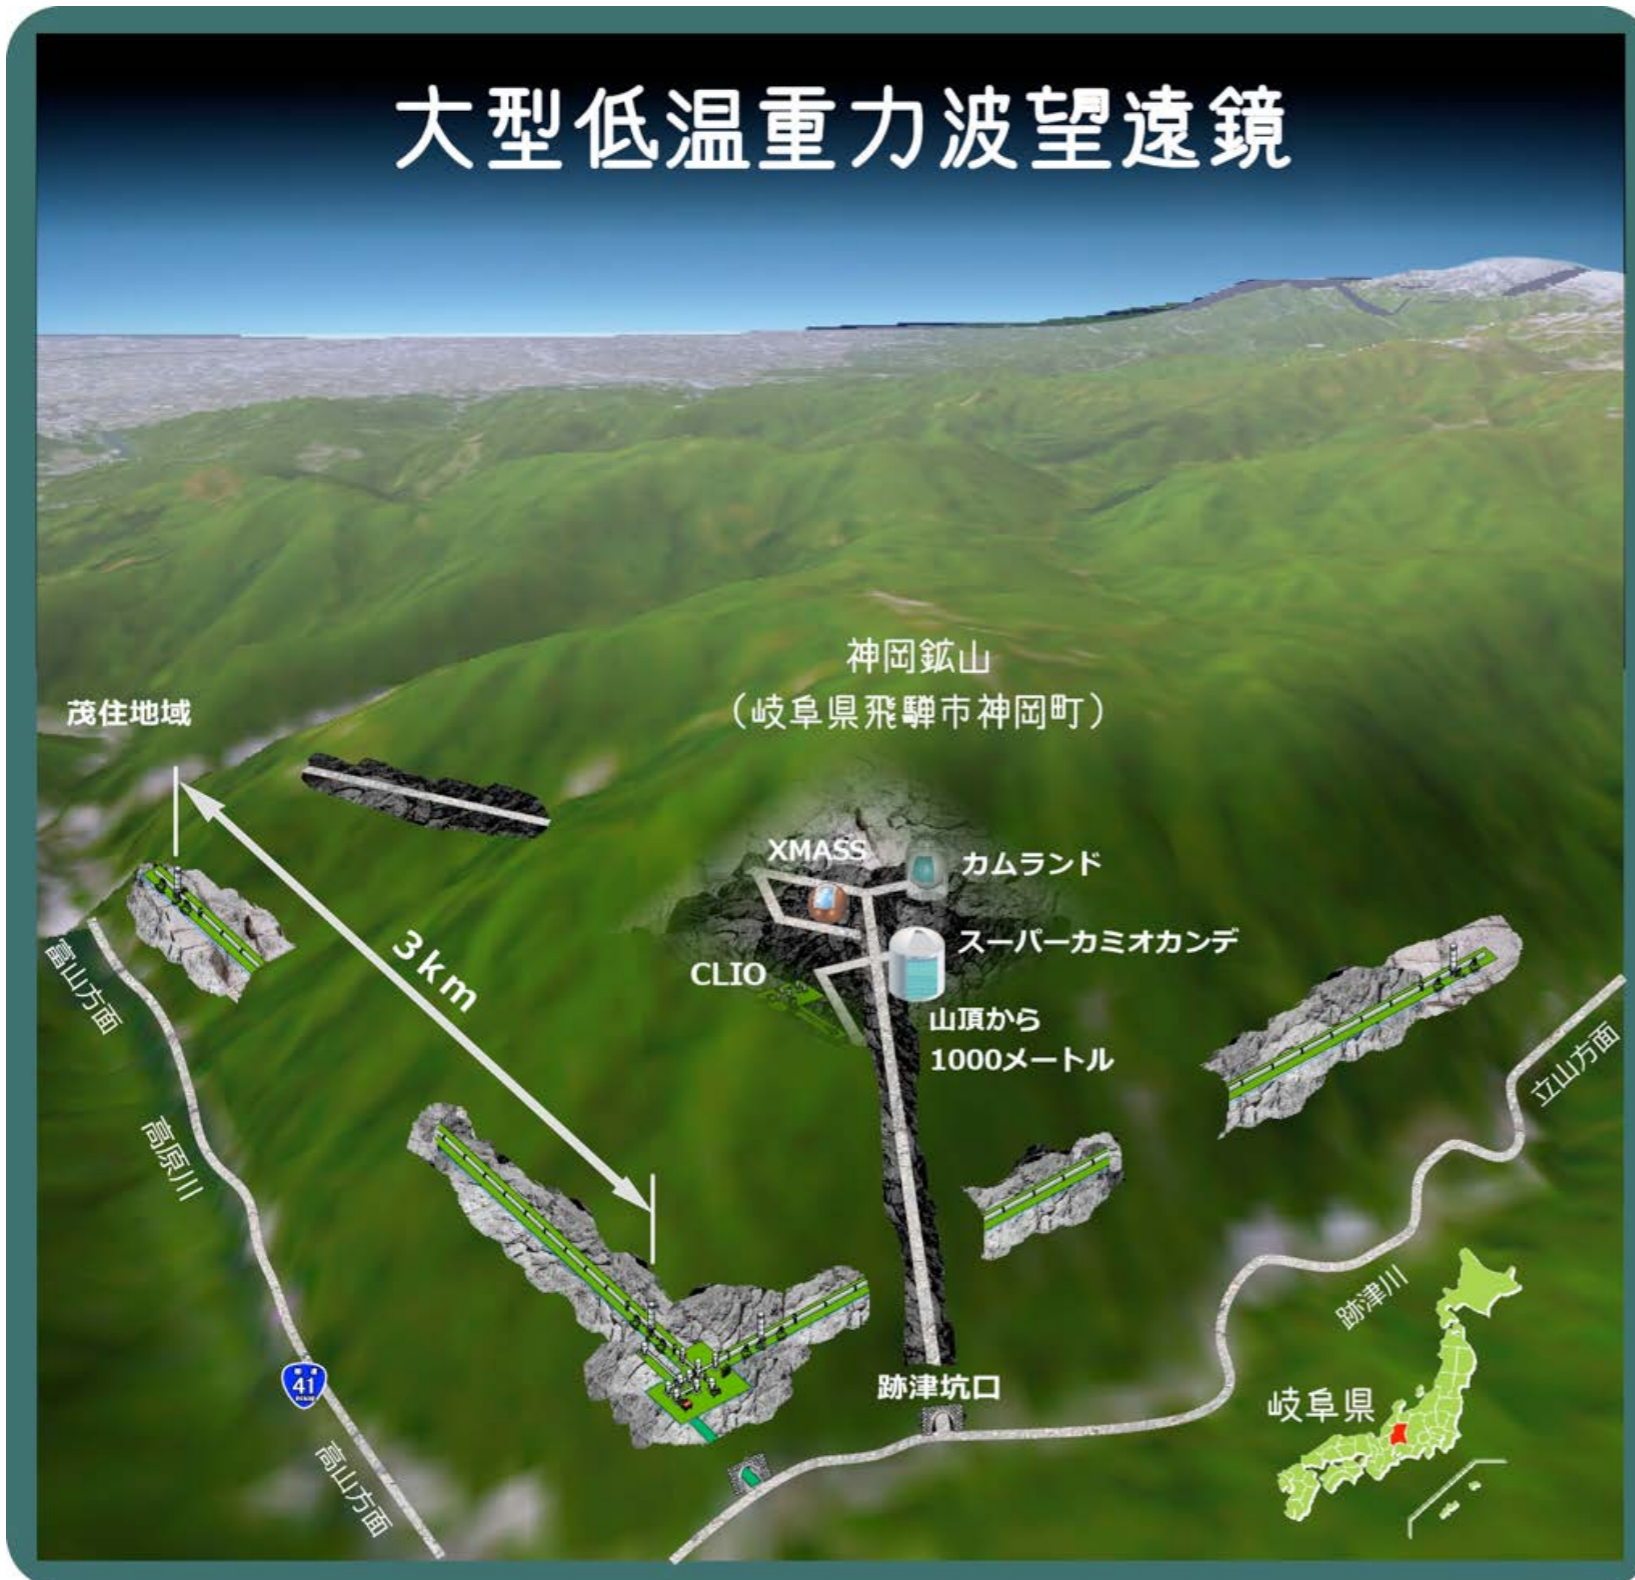 大型低温重力波望遠鏡
神岡鉱山
（岐阜県飛騨市神岡町）
茂住地域
XMASS
カムランド
3km
スーパーカミオカンデ
CLIO
富山方面
山頂から
1000メートル
立山方面
高原川
跡津川
41
跡津坑口
岐阜県
高山方面